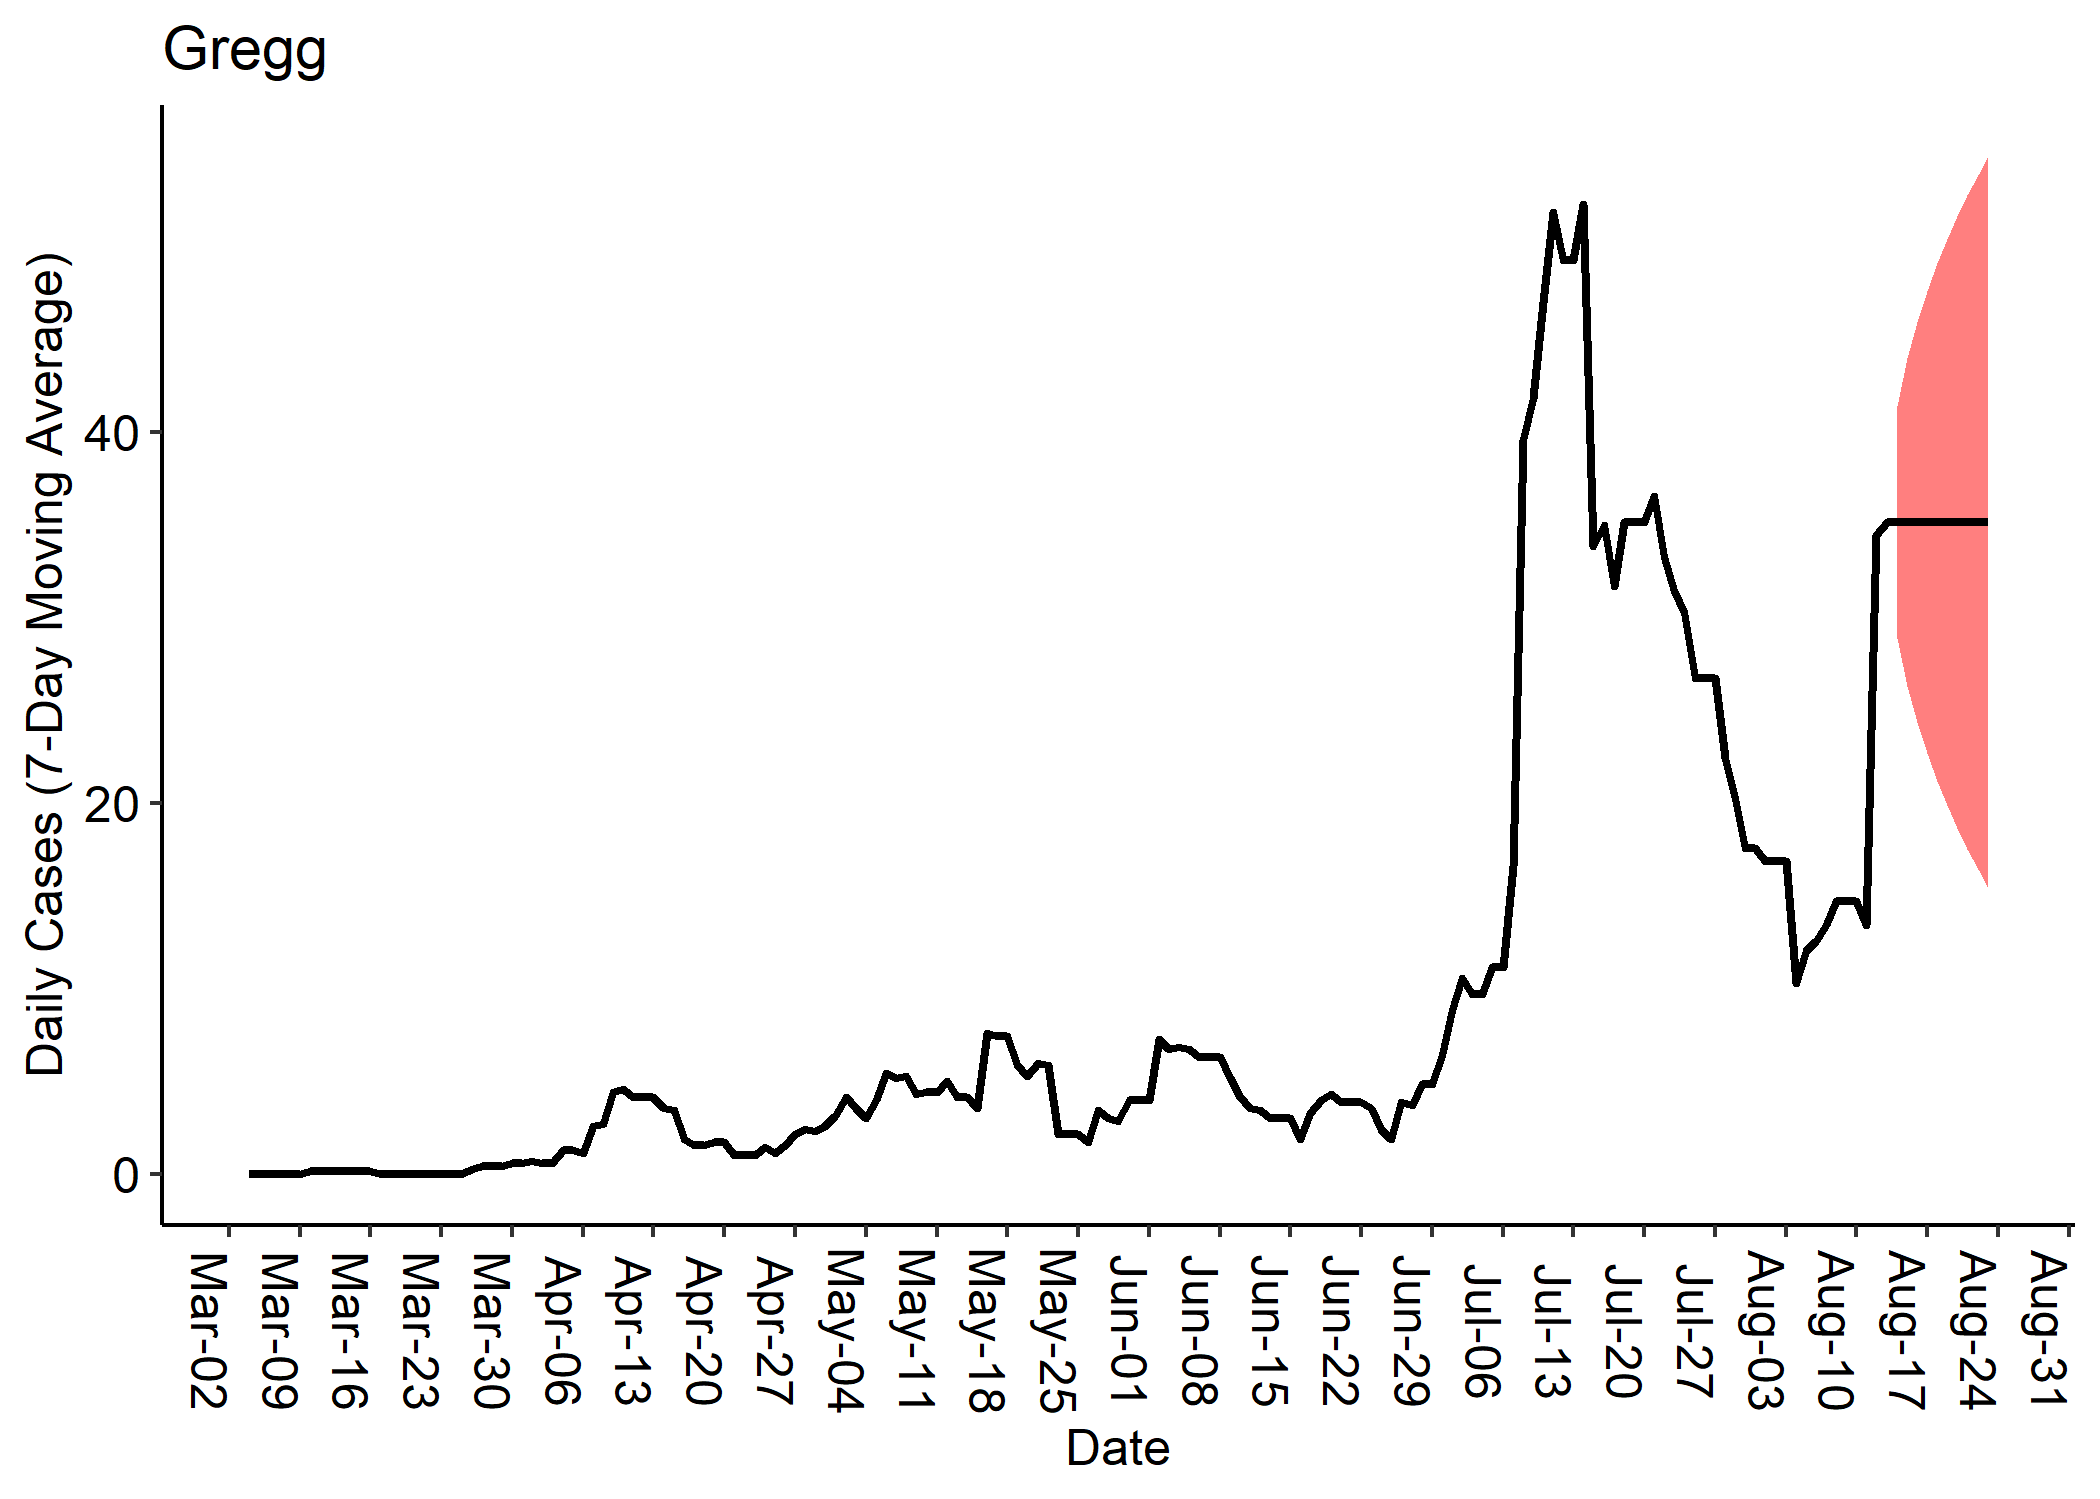 Gregg
Daily Cases (7-Day Moving Average)
40
20
0
Mar-02
Mar-09
Mar-16
Mar-23
Mar-30
Apr-06
Apr-13
Apr-20
Apr-27
May-04
May-11
May-18
May-25
Jun-01
Jun-08
Jun-15
Jun-22
Jun-29
Jul-06
Jul-13
Jul-20
Jul-27
Aug-03
Aug-10
Aug-17
Aug-24
Aug-31
Date